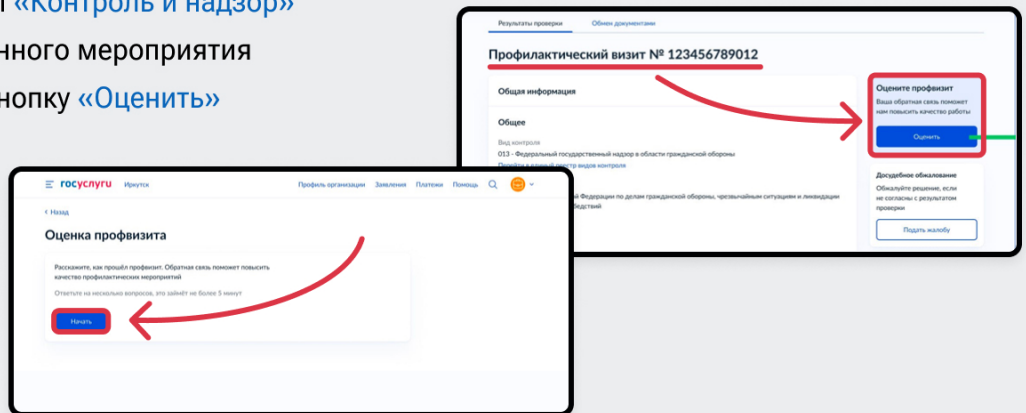 «Контроль и надзор»
мероприятия
«Оценить»
Результаты проверки Обмен документами
Профилактический визит № 123456789012
Общая информация
Общее
Вид контроля
013 - Федеральный государственный надзор в области гражданской обороны
Перейти в единый реестр видов контроля
Федерации по делам гражданской обороны, чрезвычайным ситуациям и ликвидации
Оцените профвизит
Ваша обратная связь поможет
нам повысить качество работы
Оценить
Досудебное обжалование
Обжалуйте решение, если
не согласны с результатом
проверки
Подать жалобу
госуслуги Иркутск Профиль организации Заявления Платежи Помощь
Назад
Оценка профвизита
Расскажите, как прошёл профвизит. Обратная связь поможет повысить
качество профилактических мероприятий
Ответьте на несколько вопросов, это займёт не более 5 минут
Начать